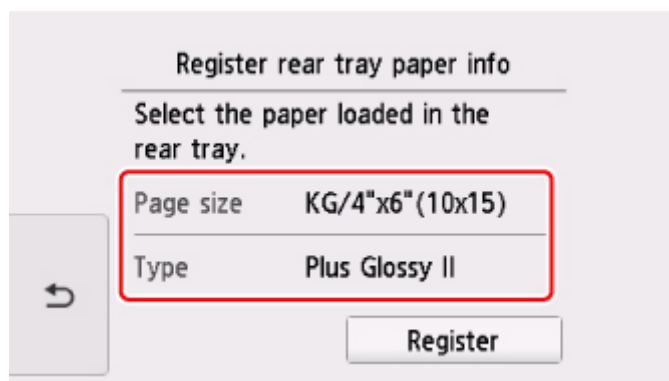 Register rear tray paper info
Select the paper loaded in the
rear tray.
Page size KG/4"x6"(10x15)
Type Plus Glossy II
Register